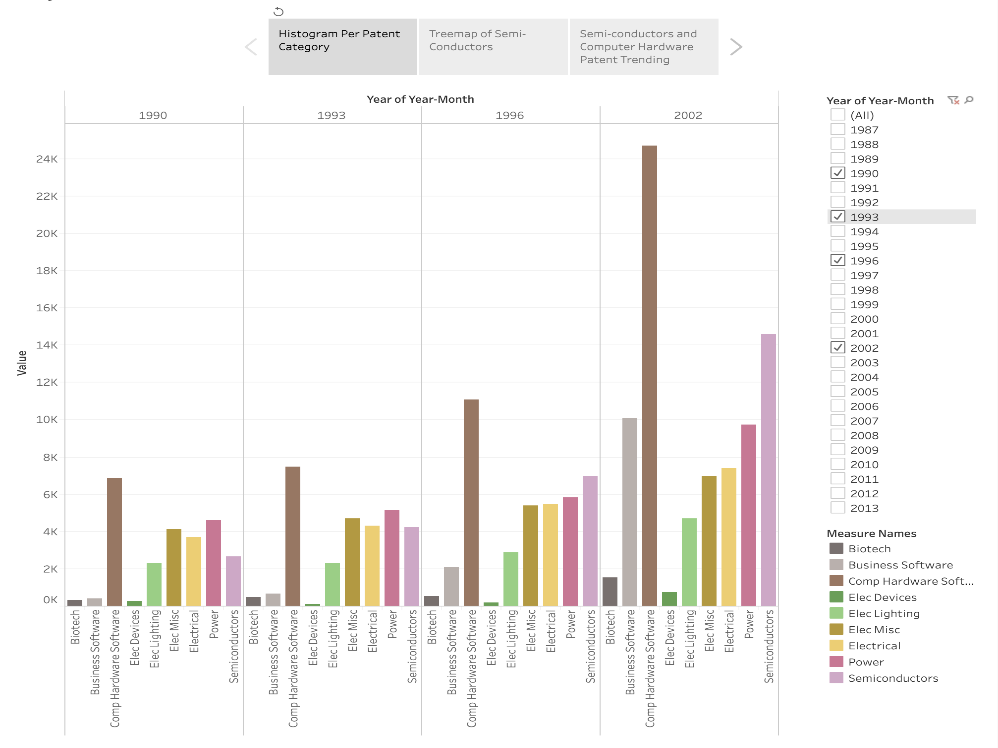 Histogram Per Patent
Category
Treemap of Semi-
Conductors
Semi-conductors and
Computer Hardware
Patent Trending
Year of Year-Month
1990
1993
1996
2002
Value
24K
22K
20K
18K
16K
14K
12K
10K
8K
6K
4K
2K
0K
Biotech
Business Software
Comp Hardware Software
Elec Devices
Elec Lighting
Elec Misc
Electrical
Power
Semiconductors
Biotech
Business Software
Comp Hardware Software
Elec Devices
Elec Lighting
Elec Misc
Electrical
Power
Semiconductors
Biotech
Business Software
Comp Hardware Software
Elec Devices
Elec Lighting
Elec Misc
Electrical
Power
Semiconductors
Biotech
Business Software
Comp Hardware Software
Elec Devices
Elec Lighting
Elec Misc
Electrical
Power
Semiconductors
Year of Year-Month
(All)
1987
1988
1989
1990
1991
1992
1993
1994
1995
1996
1997
1998
1999
2000
2001
2002
2003
2004
2005
2006
2007
2008
2009
2010
2011
2012
2013
Measure Names
Biotech
Business Software
Comp Hardware Soft...
Elec Devices
Elec Lighting
Elec Misc
Electrical
Power
Semiconductors